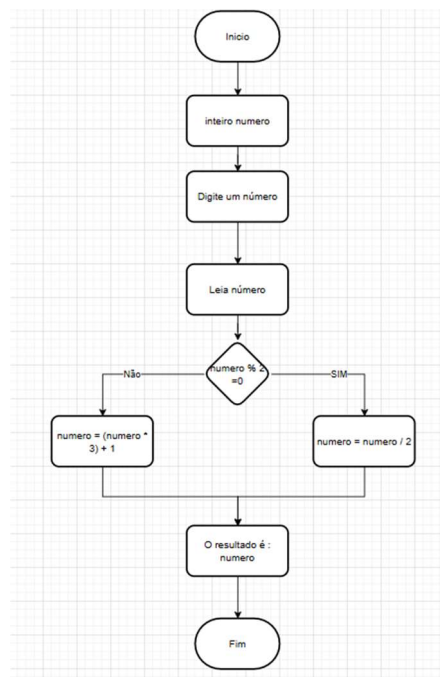 Inicio
inteiro numero
Digite um número
Leia número
numero % 2
=0
Não
SIM
numero = (numero *
3) + 1
numero = numero / 2
O resultado é :
numero
Fim